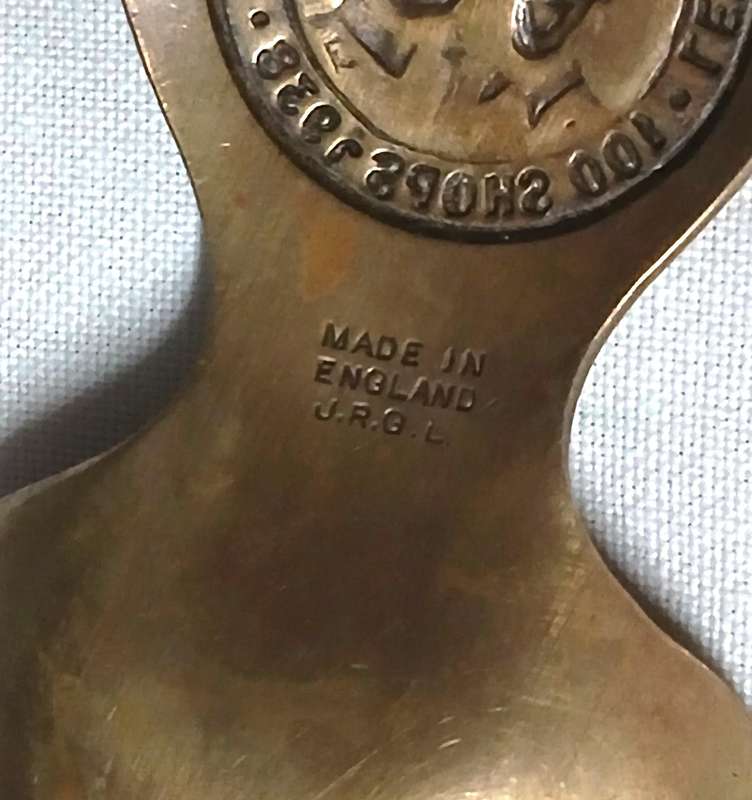 100 SHOPS 1938
MADE IN
ENGLAND
J.R.G.L.